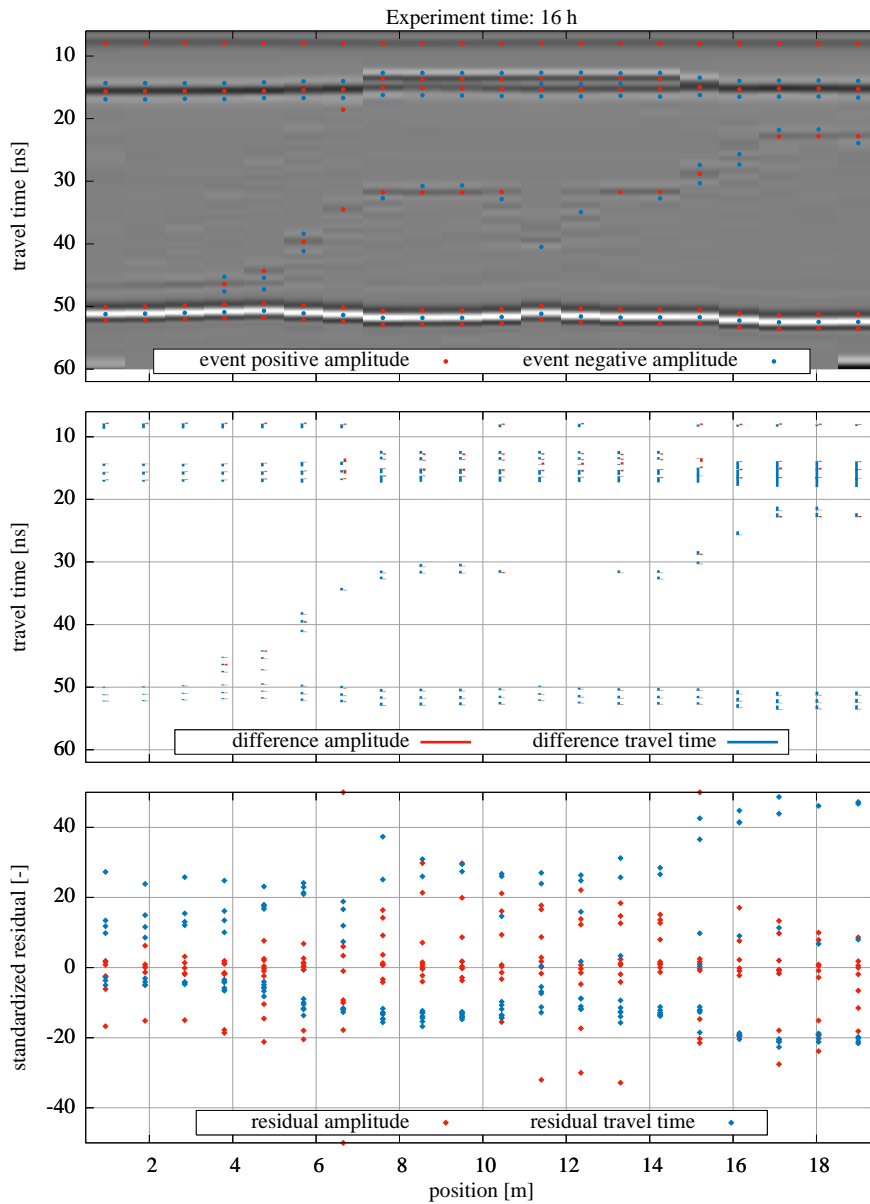 Experiment time: 16 h
10
20
30
40
50
60
travel time [ns]
event positive amplitude
event negative amplitude
10
20
30
40
50
60
travel time [ns]
difference amplitude
difference travel time
40
20
0
-20
-40
standardized residual [-]
residual amplitude
residual travel time
2 4 6 8 10 12 14 16 18
position [m]